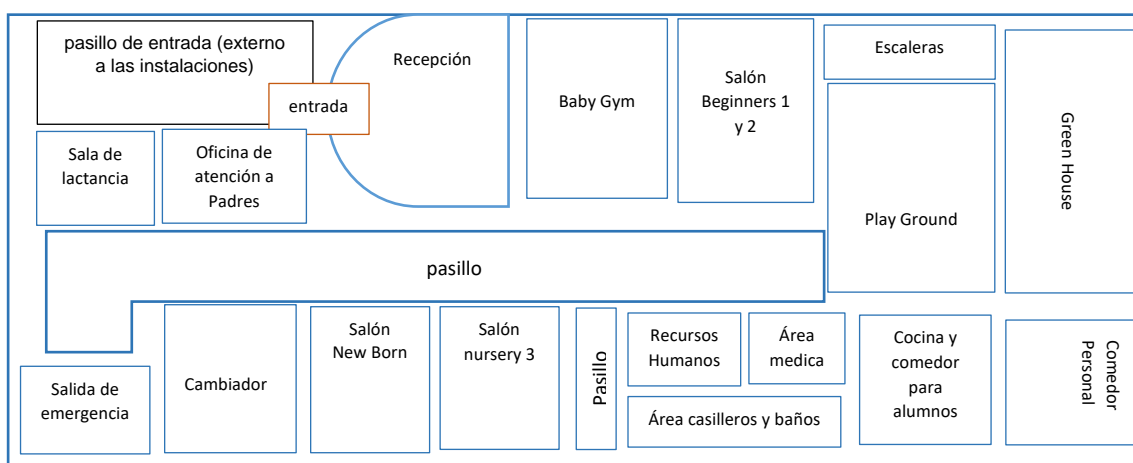 pasillo de entrada (externo
a las instalaciones)
entrada
Recepción
Baby Gym
Salón
Beginners 1
y 2
Escaleras
Green House
Sala de
lactancia
Oficina de
atención a
Padres
Play Ground
pasillo
Salida de
emergencia
Cambiador
Salón
New Born
Salón
nursery 3
Pasillo
Recursos
Humanos
Área
medica
Área casilleros y baños
Cocina y
comedor
para
alumnos
Comedor
Personal